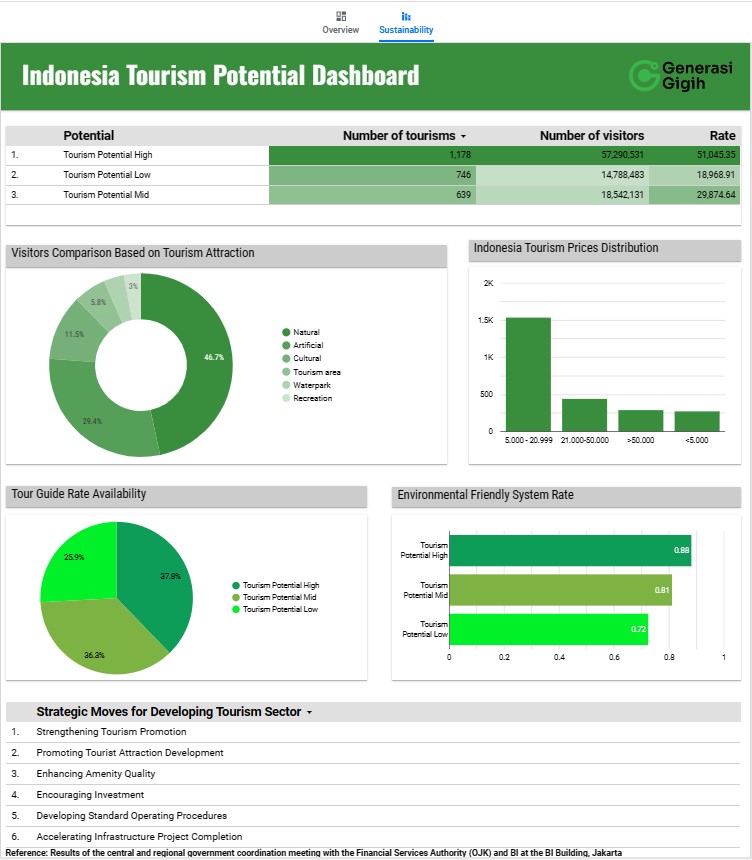 Overview
Sustainability
Indonesia Tourism Potential Dashboard
Generasi
Gigih
Potential Number of tourisms Number of visitors Rate
1. Tourism Potential High 1,178 57,290,531 51,045.35
2. Tourism Potential Low 746 14,788,483 18,968.91
3. Tourism Potential Mid 639 18,542,131 29,874.64
Visitors Comparison Based on Tourism Attraction
3%
5.8%
11.5%
46.7%
29.4%
Natural
Artificial
Cultural
Tourism area
Waterpark
Recreation
Indonesia Tourism Prices Distribution
2K
1.5K
1K
500
0
5.000 - 20.999 21.000-50.000 >50.000 <5.000
Tour Guide Rate Availability
25.9%
37.8%
36.3%
Tourism Potential High
Tourism Potential Mid
Tourism Potential Low
Environmental Friendly System Rate
Tourism
Potential High
0.88
Tourism
Potential Mid
0.81
Tourism
Potential Low
0.72
0 0.2 0.4 0.6 0.8 1
Strategic Moves for Developing Tourism Sector
1. Strengthening Tourism Promotion
2. Promoting Tourist Attraction Development
3. Enhancing Amenity Quality
4. Encouraging Investment
5. Developing Standard Operating Procedures
6. Accelerating Infrastructure Project Completion
Reference: Results of the central and regional government coordination meeting with the Financial Services Authority (OJK) and BI at the BI Building, Jakarta